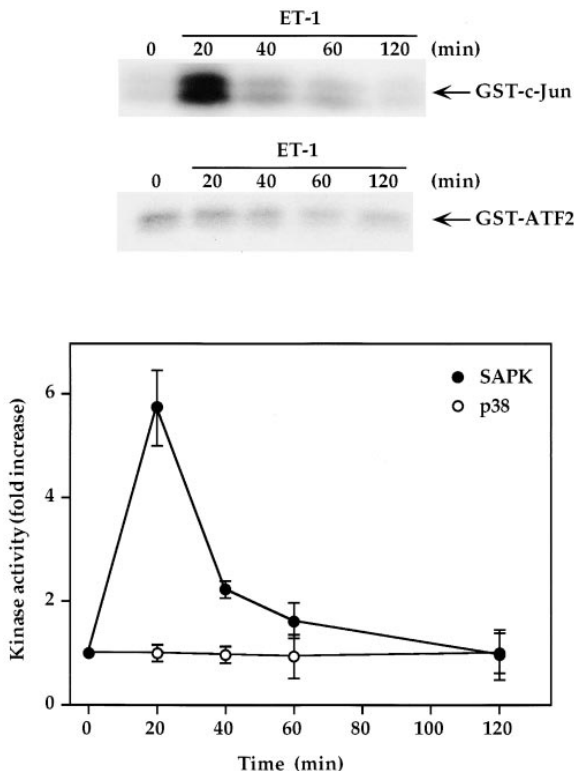 ET-1
0 20 40 60 120 (min)
GST-c-Jun
ET-1
0 20 40 60 120 (min)
GST-ATF2
Kinase activity (fold increase)
6
4
2
0
SAPK
p38
0 20 40 60 80 100 120
Time (min)